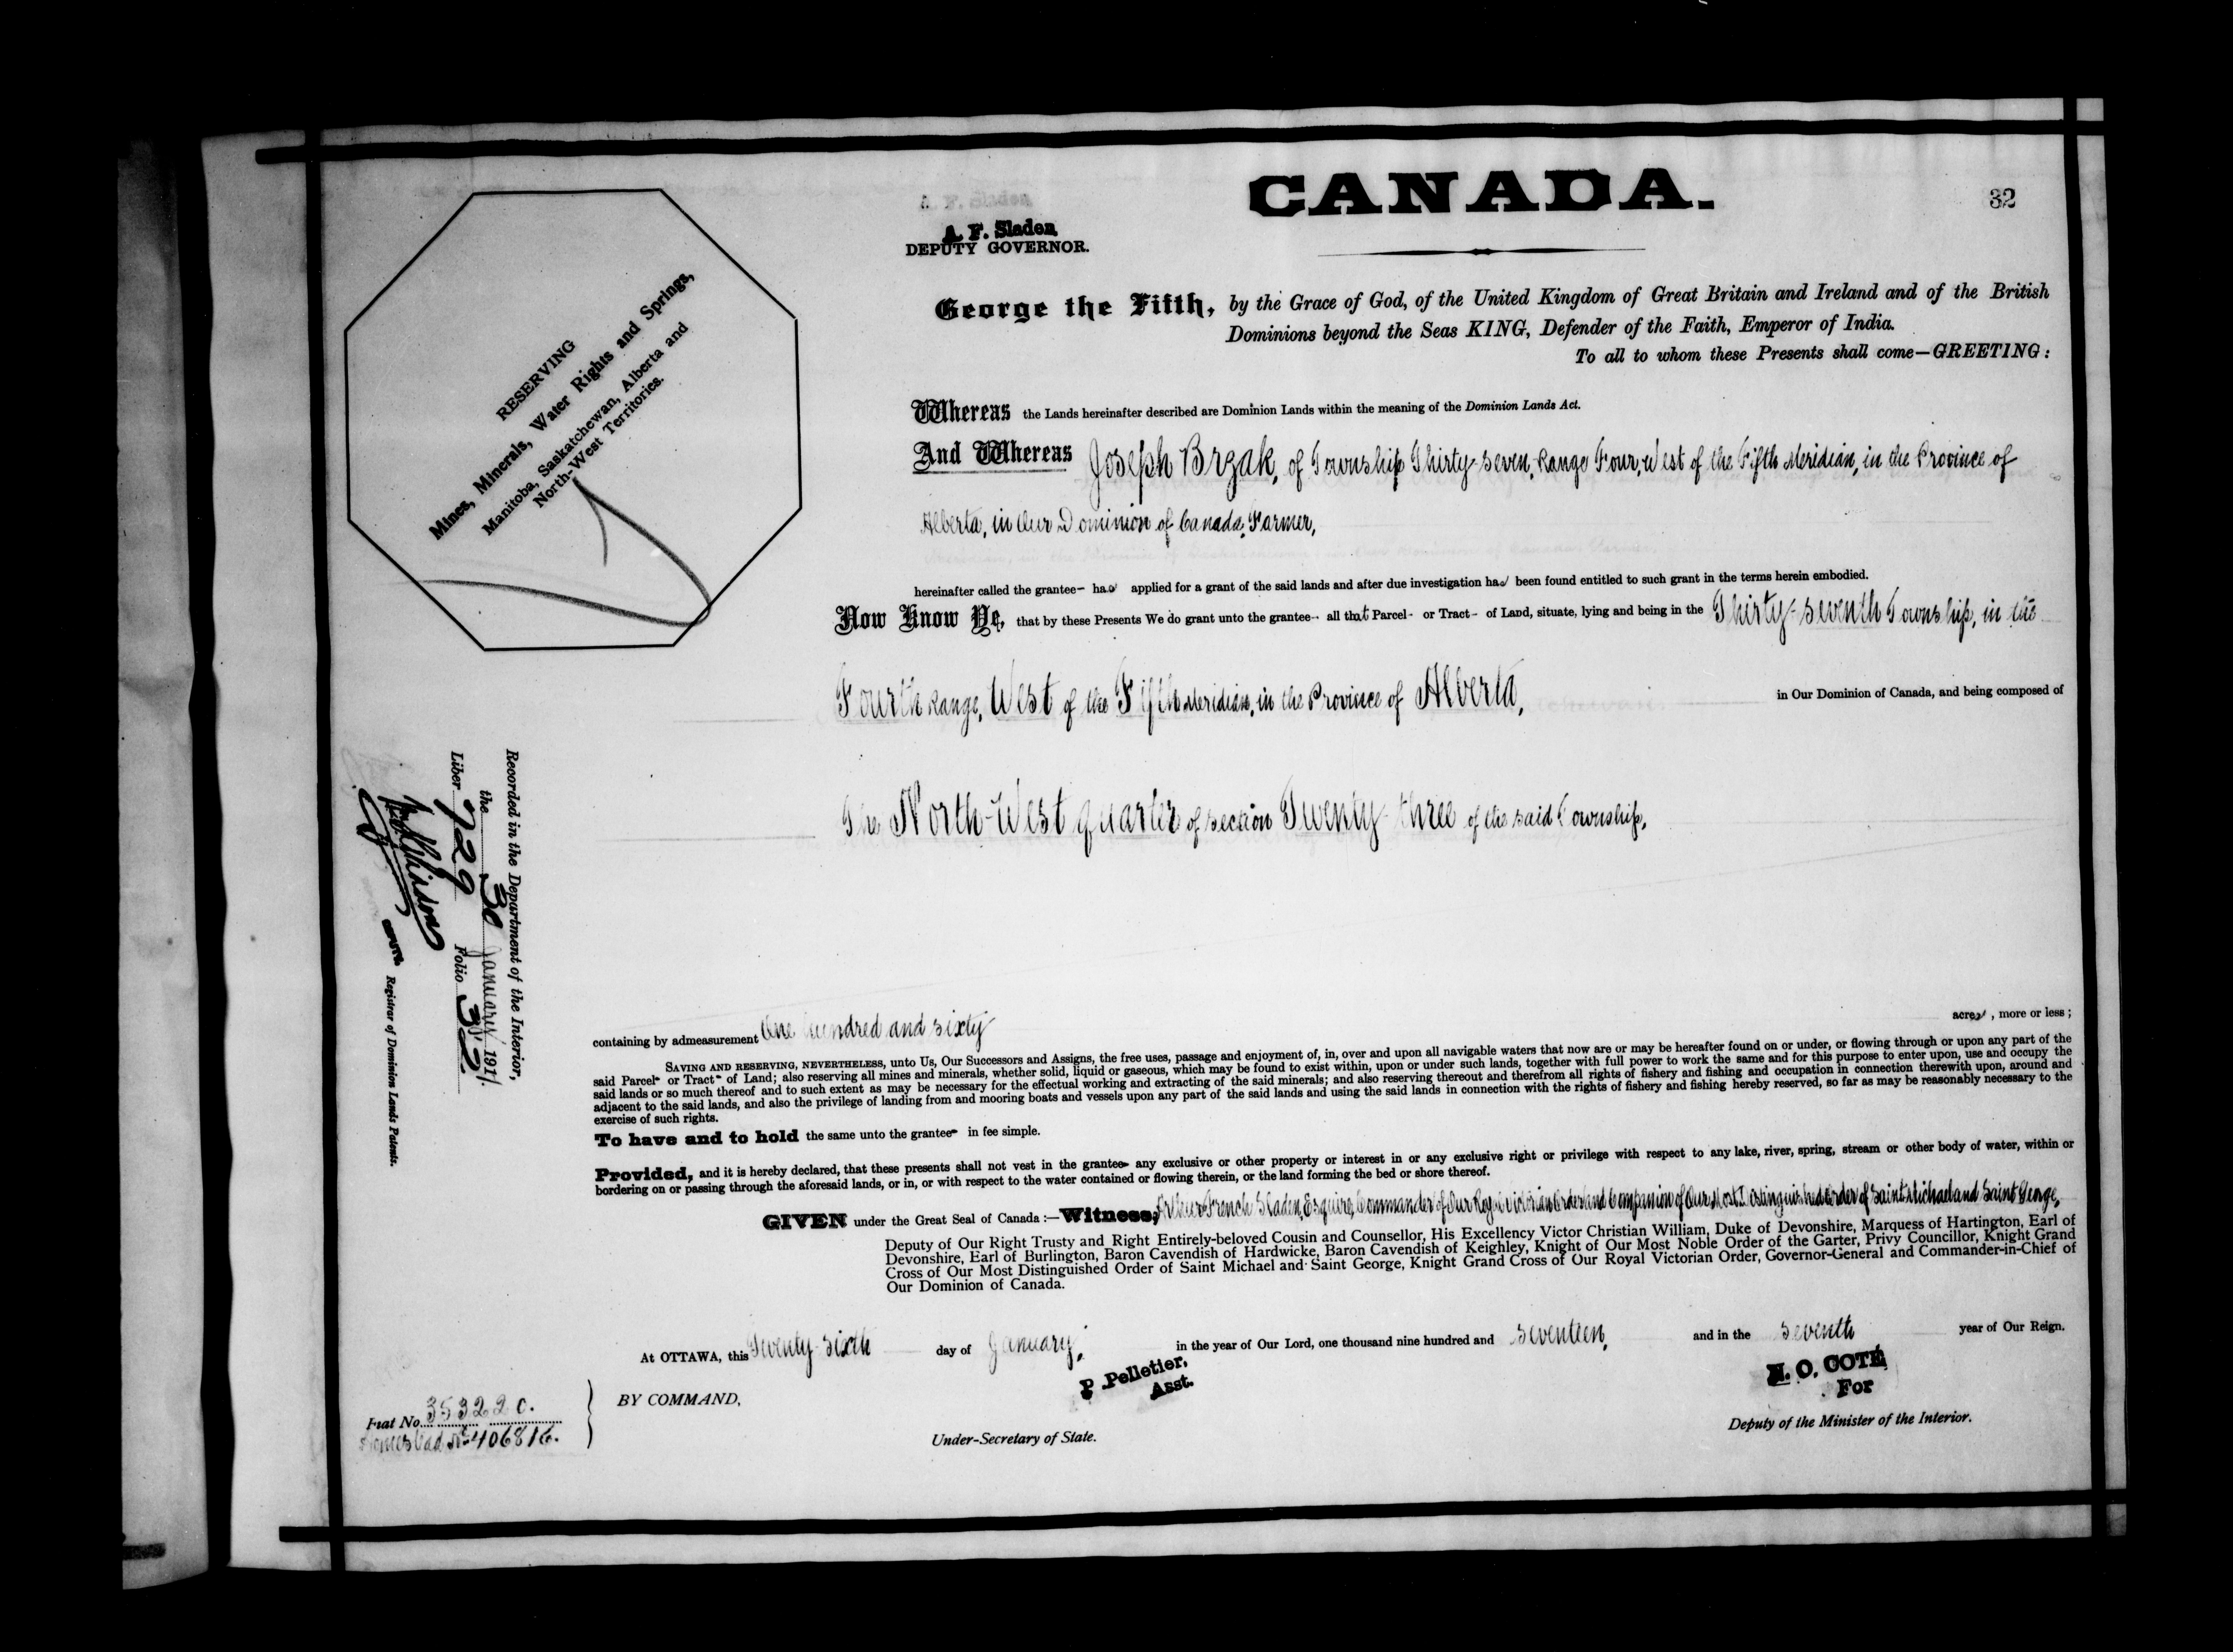 CANADA.
32
A. F. Sladen
A. F. Sladen
DEPUTY GOVERNOR.
George the Fifth, by the Grace of God, of the United Kingdom of Great Britain and Ireland and of the British
Dominions beyond the Seas KING, Defender of the Faith, Emperor of India.
To all to whom these Presents shall come—GREETING:
RESERVING
Mines, Minerals, Water Rights and Springs,
Manitoba, Saskatchewan, Alberta and
North-West Territories.
Whereas the Lands hereinafter described are Dominion Lands within the meaning of the Dominion Lands Act.
And Whereas Joseph Brzak, of Township Thirty-seven, Range Four, West of the Fifth Meridian, in the Province of
Alberta, in Our Dominion of Canada, Farmer,
hereinafter called the grantee- has applied for a grant of the said lands and after due investigation has been found entitled to such grant in the terms herein embodied.
Now Know Ye, that by these Presents We do grant unto the grantee-- all that Parcel- or Tract- of Land, situate, lying and being in the Thirty-seventh Township, in the
Fourth Range, West of the Fifth Meridian, in the Province of Alberta, in Our Dominion of Canada, and being composed of
The North-West quarter of section Twenty-three of the said Township,
Recorded in the Department of the Interior,
the 30 January 1917.
Liber 729 Folio 32
DEPUTY Registrar of Dominion Lands Patents.
containing by admeasurement One hundred and sixty acres, more or less;
SAVING AND RESERVING, NEVERTHELESS, unto Us, Our Successors and Assigns, the free uses, passage and enjoyment of, in, over and upon all navigable waters that now are or may be hereafter found on or under, or flowing through or upon any part of the
said Parcel- or Tract- of Land; also reserving all mines and minerals, whether solid, liquid or gaseous, which may be found to exist within, upon or under such lands, together with full power to work the same and for this purpose to enter upon, use and occupy the
said lands or so much thereof and to such extent as may be necessary for the effectual working and extracting of the said minerals; and also reserving thereout and therefrom all rights of fishery and fishing and occupation in connection therewith upon, around and
adjacent to the said lands, and also the privilege of landing from and mooring boats and vessels upon any part of the said lands and using the said lands in connection with the rights of fishery and fishing hereby reserved, so far as may be reasonably necessary to the
exercise of such rights.
To have and to hold the same unto the grantee- in fee simple.
Provided, and it is hereby declared, that these presents shall not vest in the grantee- any exclusive or other property or interest in or any exclusive right or privilege with respect to any lake, river, spring, stream or other body of water, within or
bordering on or passing through the aforesaid lands, or in, or with respect to the water contained or flowing therein, or the land forming the bed or shore thereof.
GIVEN under the Great Seal of Canada:—Witness, Arthur French Sladen, Esquire, Commander of Our Royal Victorian Order and Companion of Our Most Distinguished Order of Saint Michael and Saint George,
Deputy of Our Right Trusty and Right Entirely-beloved Cousin and Counsellor, His Excellency Victor Christian William, Duke of Devonshire, Marquess of Hartington, Earl of
Devonshire, Earl of Burlington, Baron Cavendish of Hardwicke, Baron Cavendish of Keighley, Knight of Our Most Noble Order of the Garter, Privy Councillor, Knight Grand
Cross of Our Most Distinguished Order of Saint Michael and Saint George, Knight Grand Cross of Our Royal Victorian Order, Governor-General and Commander-in-Chief of
Our Dominion of Canada.
At OTTAWA, this Twenty-sixth day of January, in the year of Our Lord, one thousand nine hundred and seventeen, and in the seventh year of Our Reign.
BY COMMAND,
P. Pelletier,
Asst.
Under-Secretary of State.
N. O. COTÉ
For
Deputy of the Minister of the Interior.
Fiat No. 353220.
Homestead No. 406816.